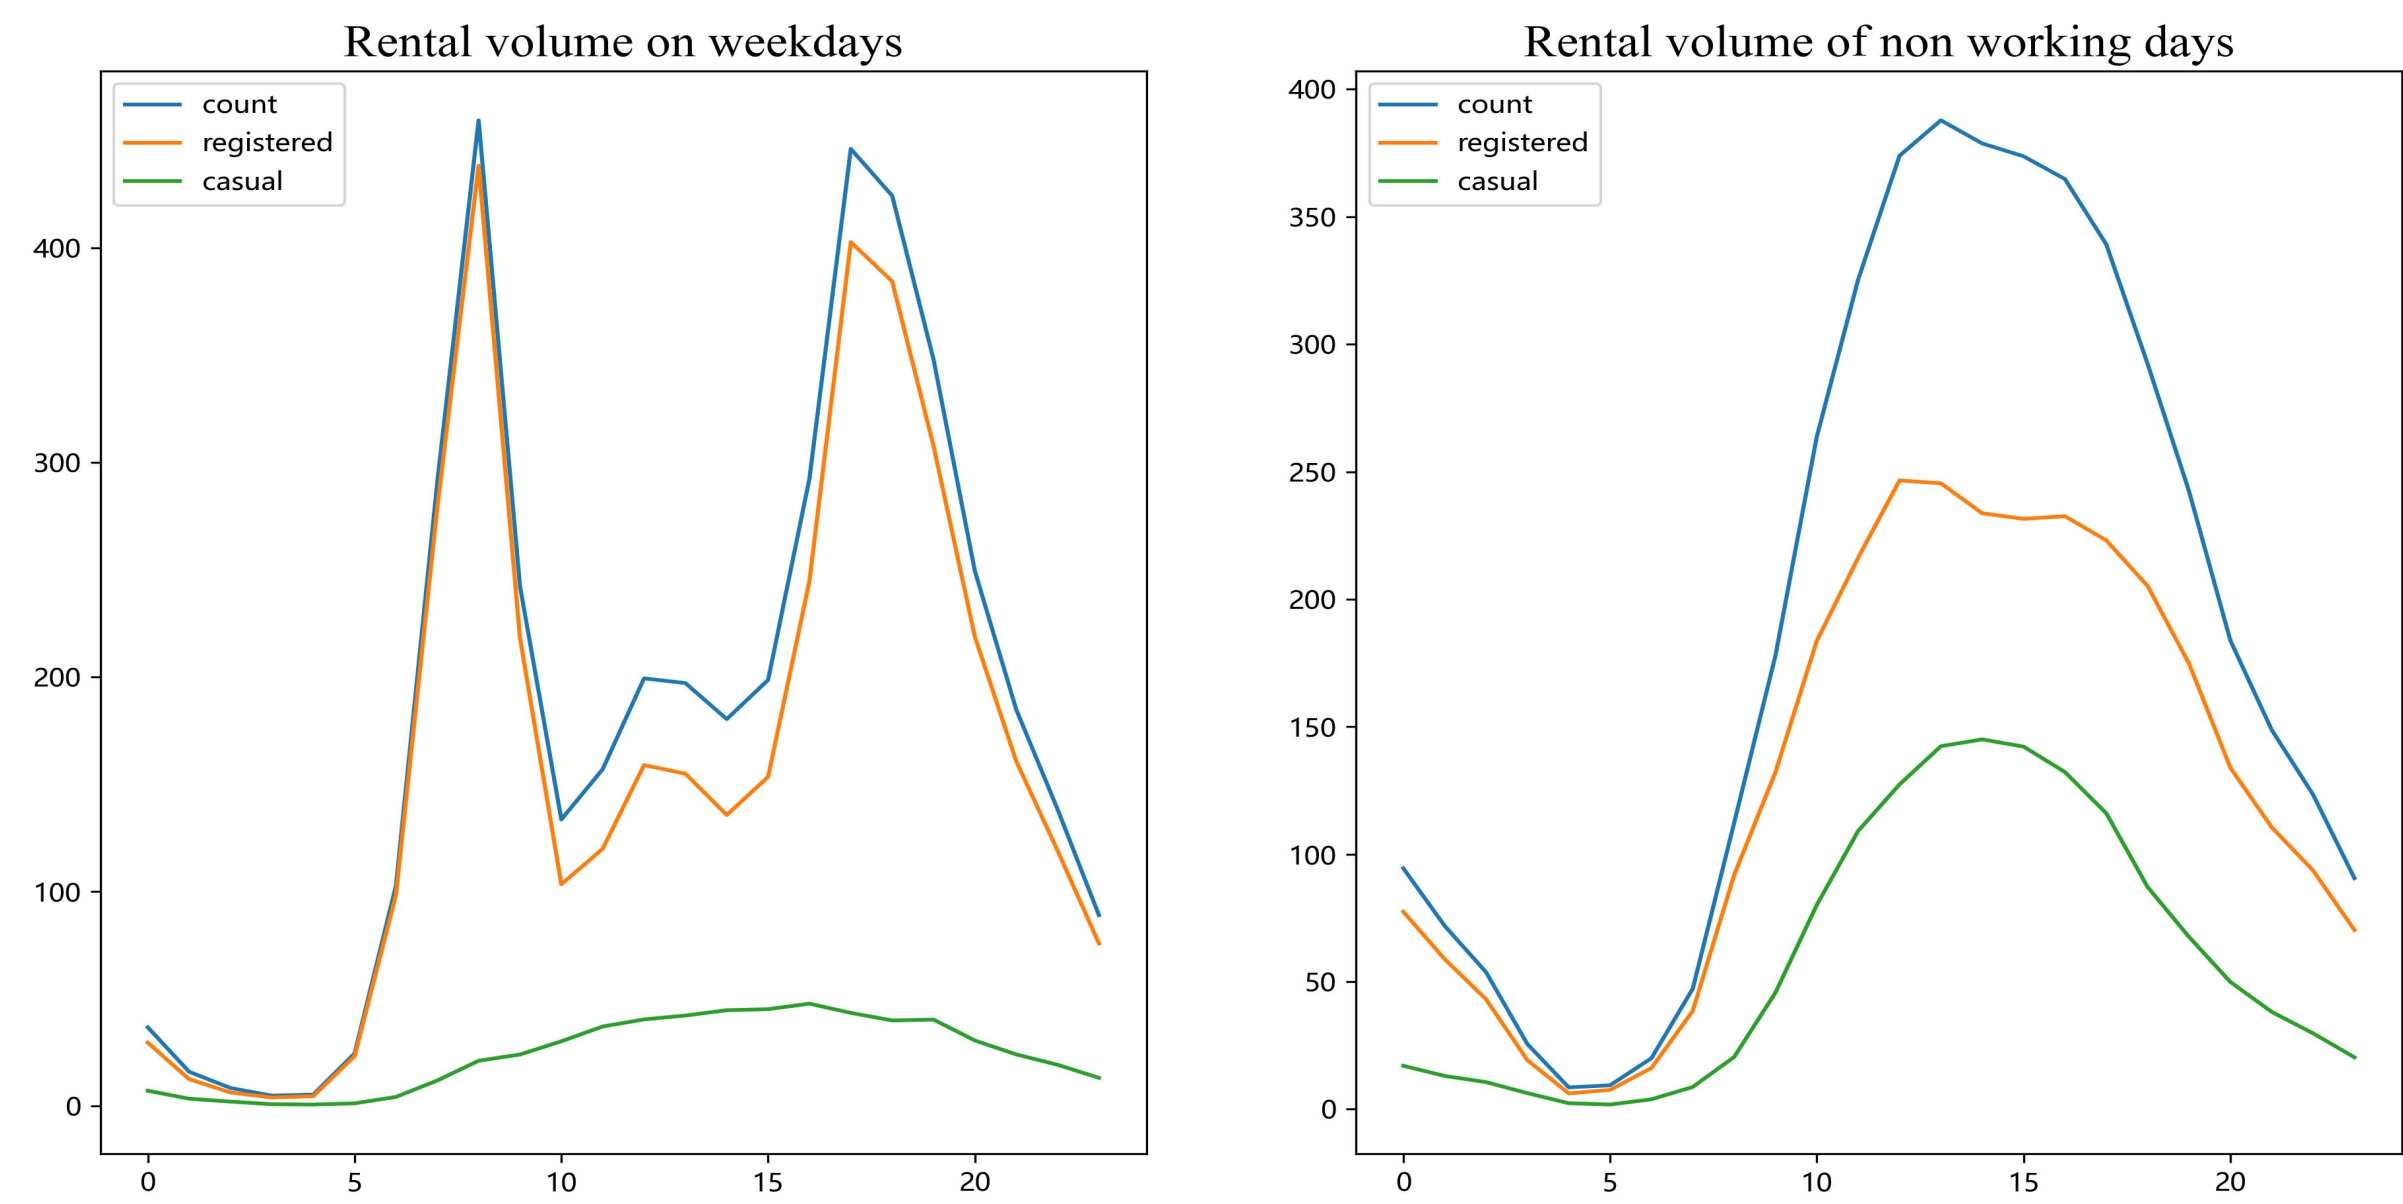 Rental volume on weekdays
count
registered
casual
400
300
200
100
0
0 5 10 15 20
Rental volume of non working days
count
registered
casual
400
350
300
250
200
150
100
50
0
0 5 10 15 20